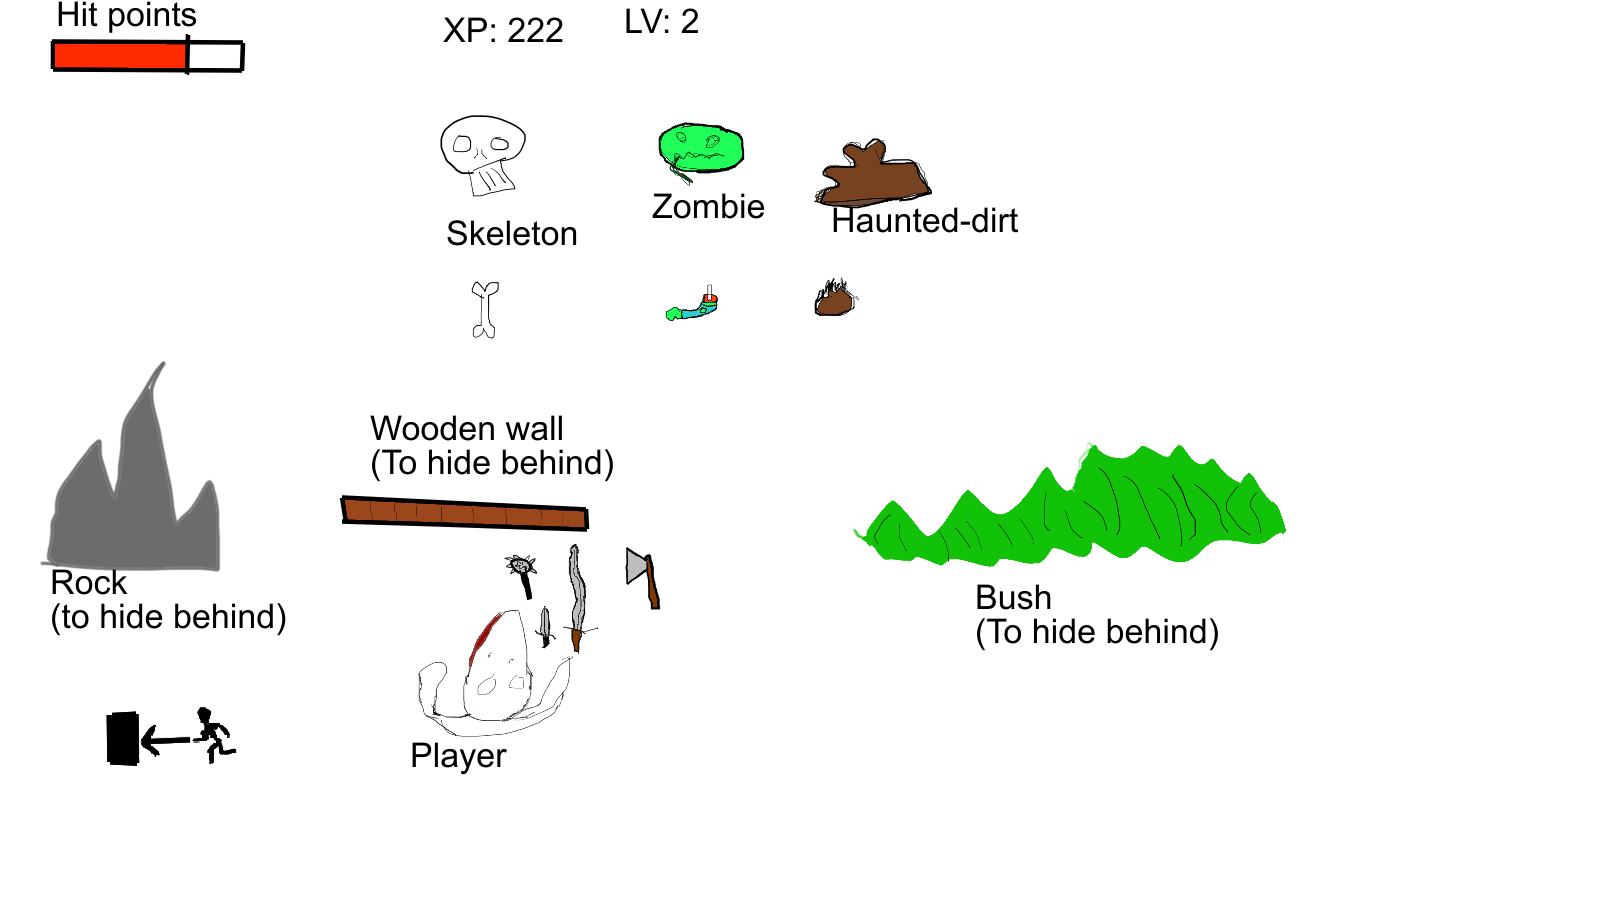 Hit points
XP: 222
LV: 2
Skeleton
Zombie
Haunted-dirt
Wooden wall
(To hide behind)
Rock
(to hide behind)
Bush
(To hide behind)
Player